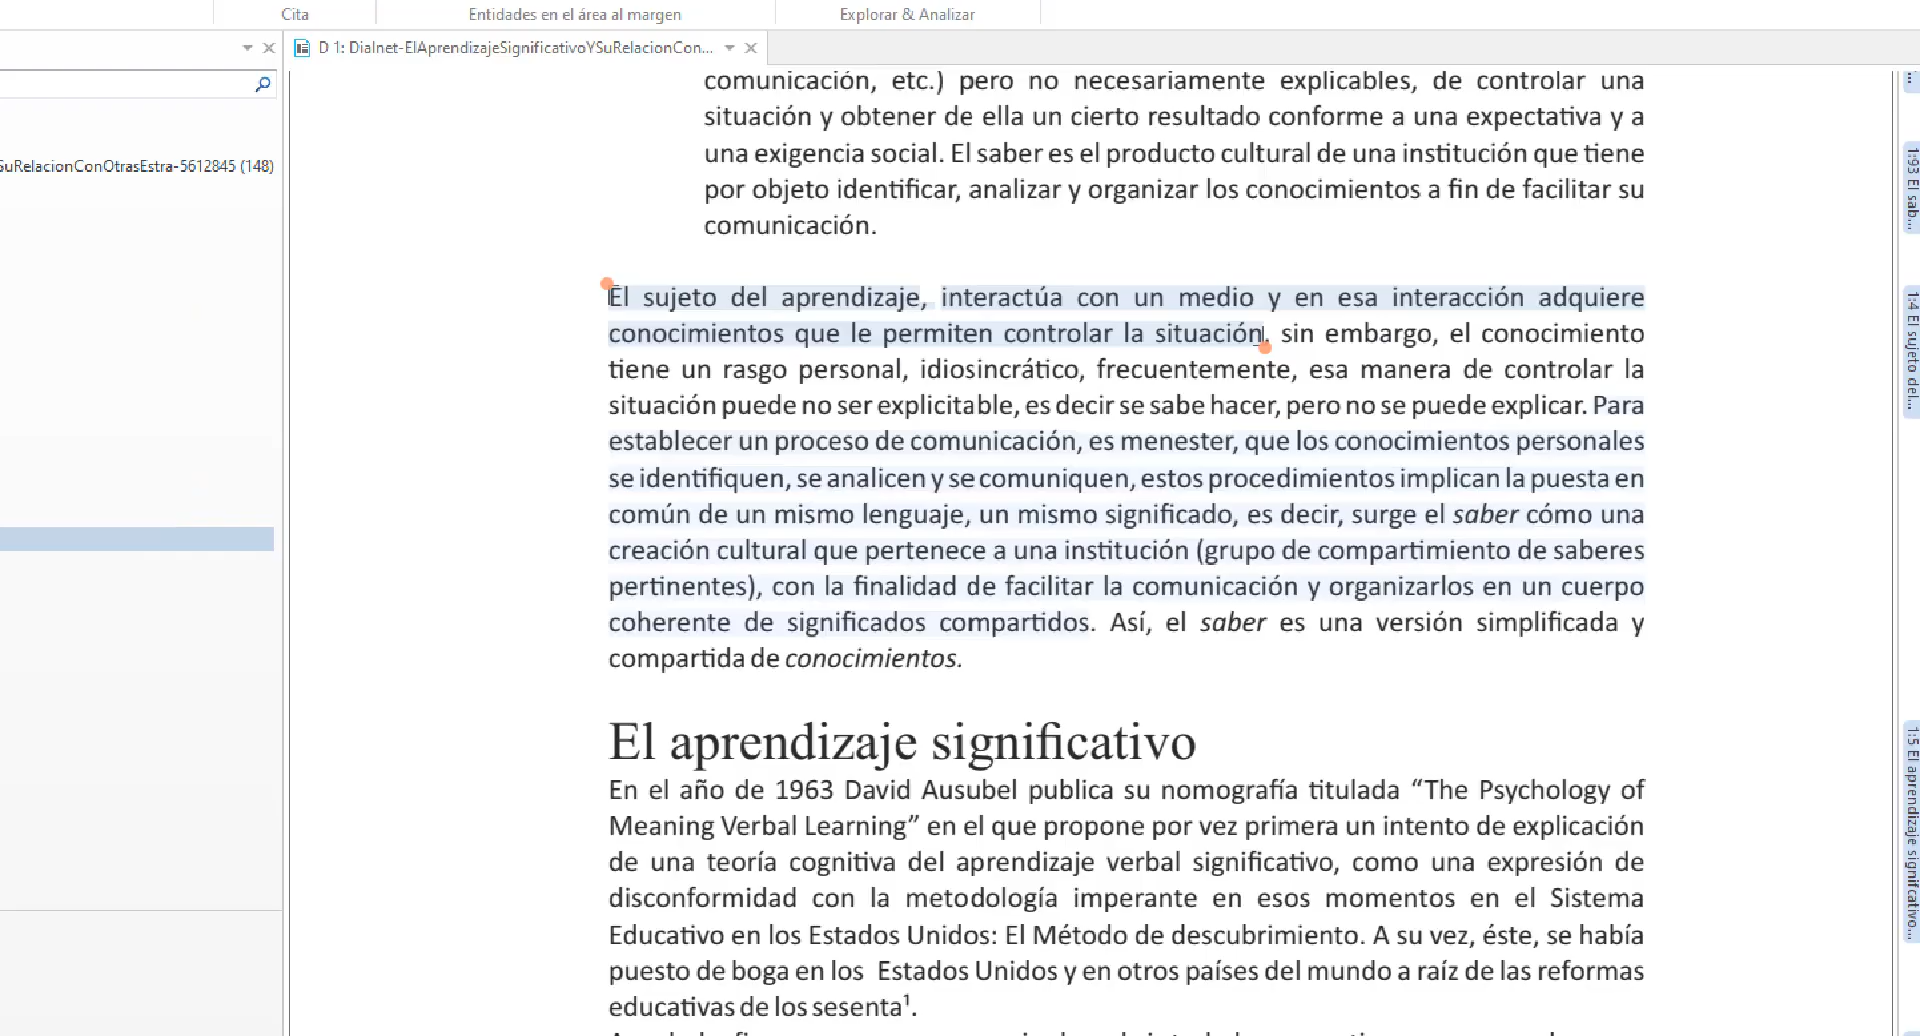 Cita
Entidades en el área al margen
Explorar & Analizar
D 1: Dialnet-ElAprendizajeSignificativoYSuRelacionCon...
SuRelacionConOtrasEstra-5612845 (148)
comunicación, etc.) pero no necesariamente explicables, de controlar una
situación y obtener de ella un cierto resultado conforme a una expectativa y a
una exigencia social. El saber es el producto cultural de una institución que tiene
por objeto identificar, analizar y organizar los conocimientos a fin de facilitar su
comunicación.
El sujeto del aprendizaje, interactúa con un medio y en esa interacción adquiere
conocimientos que le permiten controlar la situación, sin embargo, el conocimiento
tiene un rasgo personal, idiosincrático, frecuentemente, esa manera de controlar la
situación puede no ser explicitable, es decir se sabe hacer, pero no se puede explicar. Para
establecer un proceso de comunicación, es menester, que los conocimientos personales
se identifiquen, se analicen y se comuniquen, estos procedimientos implican la puesta en
común de un mismo lenguaje, un mismo significado, es decir, surge el saber cómo una
creación cultural que pertenece a una institución (grupo de compartimiento de saberes
pertinentes), con la finalidad de facilitar la comunicación y organizarlos en un cuerpo
coherente de significados compartidos. Así, el saber es una versión simplificada y
compartida de conocimientos.
El aprendizaje significativo
En el año de 1963 David Ausubel publica su nomografía titulada “The Psychology of
Meaning Verbal Learning” en el que propone por vez primera un intento de explicación
de una teoría cognitiva del aprendizaje verbal significativo, como una expresión de
disconformidad con la metodología imperante en esos momentos en el Sistema
Educativo en los Estados Unidos: El Método de descubrimiento. A su vez, éste, se había
puesto de boga en los Estados Unidos y en otros países del mundo a raíz de las reformas
educativas de los sesenta¹.
1:93 El sab...
1:4 El sujeto del...
1:5 El aprendizaje significativo...